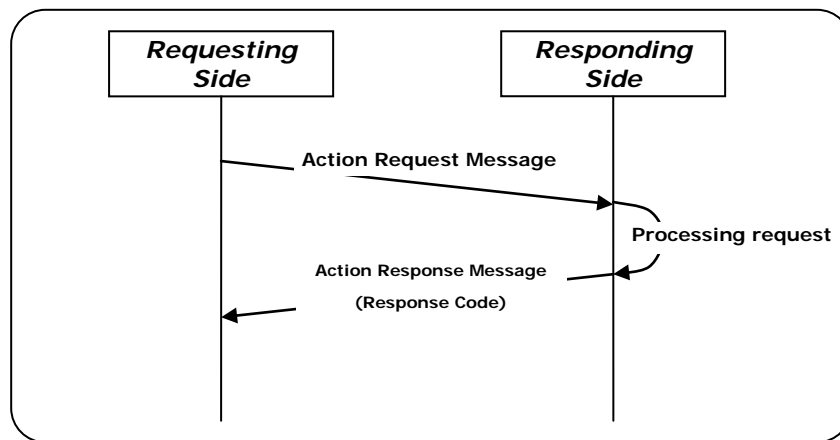 Requesting
Side
Responding
Side
Action Request Message
Processing request
Action Response Message
(Response Code)